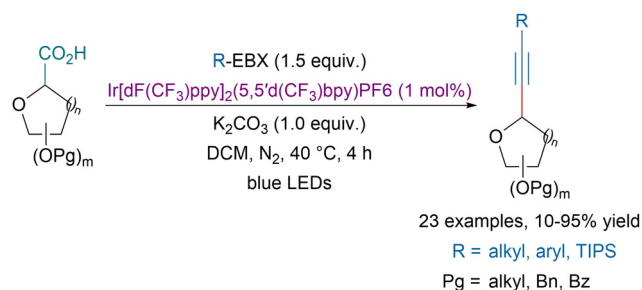 CO2H
O
( )n
(OPg)m
R-EBX (1.5 equiv.)
Ir[dF(CF3)ppy]2(5,5'd(CF3)bpy)PF6 (1 mol%)
K2CO3 (1.0 equiv.)
DCM, N2, 40 °C, 4 h
blue LEDs
R
O
( )n
(OPg)m
23 examples, 10-95% yield
R = alkyl, aryl, TIPS
Pg = alkyl, Bn, Bz